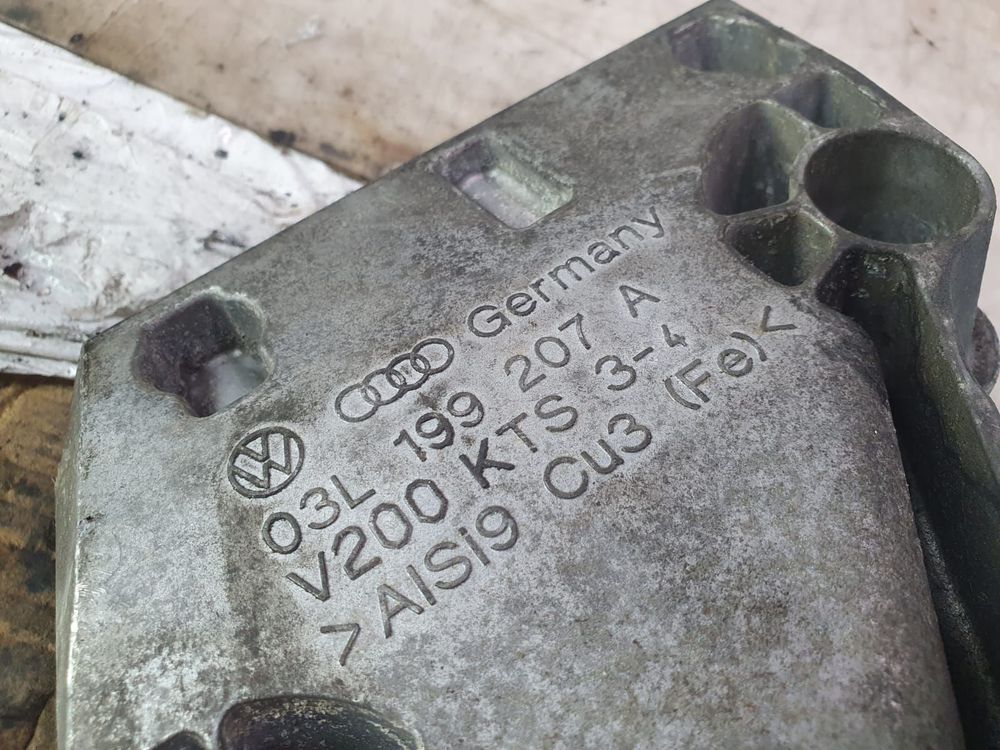 Germany
03L 199 207 A
V200 KTS 3-4
>AlSi9 Cu3 (Fe)<